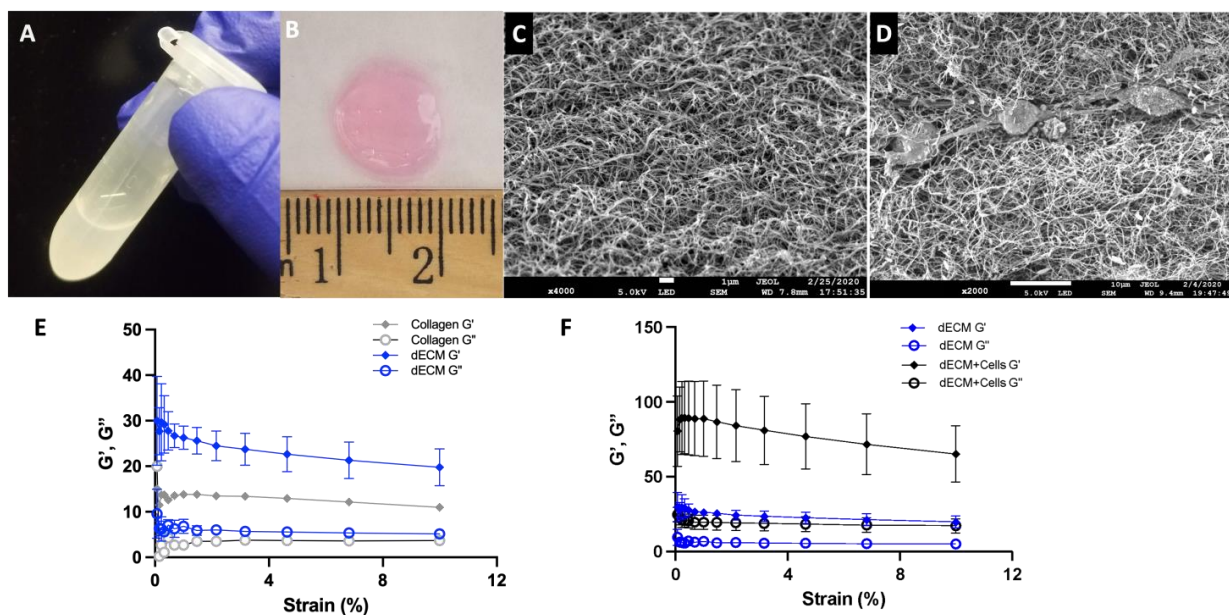 A
B
1 2
C
x4000 5.0kV LED 1μm JEOL 2/25/2020
SEM WD 7.8mm 17:51:35
D
x2000 5.0kV LED 10μm JEOL 2/4/2020
SEM WD 9.4mm 19:47:49
E
50
40
30
20
10
0
G', G''
0 4 8 12
Strain (%)
Collagen G'
Collagen G"
dECM G'
dECM G"
F
150
100
50
0
G', G''
0 4 8 12
Strain (%)
dECM G'
dECM G"
dECM+Cells G'
dECM+Cells G"